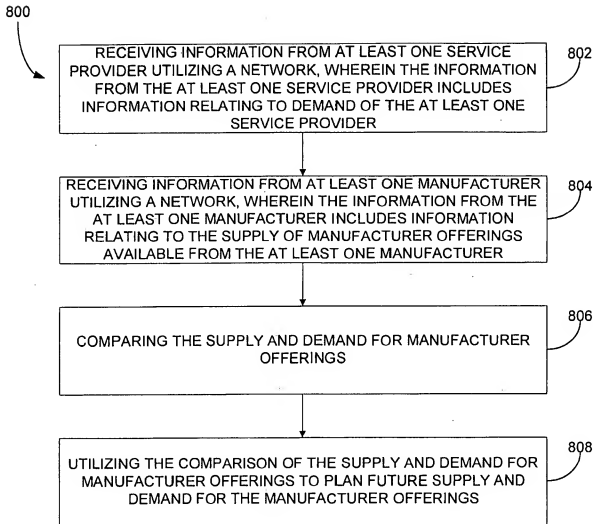 800
RECEIVING INFORMATION FROM AT LEAST ONE SERVICE
PROVIDER UTILIZING A NETWORK, WHEREIN THE INFORMATION
FROM THE AT LEAST ONE SERVICE PROVIDER INCLUDES
INFORMATION RELATING TO DEMAND OF THE AT LEAST ONE
SERVICE PROVIDER
802
RECEIVING INFORMATION FROM AT LEAST ONE MANUFACTURER
UTILIZING A NETWORK, WHEREIN THE INFORMATION FROM THE
AT LEAST ONE MANUFACTURER INCLUDES INFORMATION
RELATING TO THE SUPPLY OF MANUFACTURER OFFERINGS
AVAILABLE FROM THE AT LEAST ONE MANUFACTURER
804
COMPARING THE SUPPLY AND DEMAND FOR MANUFACTURER
OFFERINGS
806
UTILIZING THE COMPARISON OF THE SUPPLY AND DEMAND FOR
MANUFACTURER OFFERINGS TO PLAN FUTURE SUPPLY AND
DEMAND FOR THE MANUFACTURER OFFERINGS
808